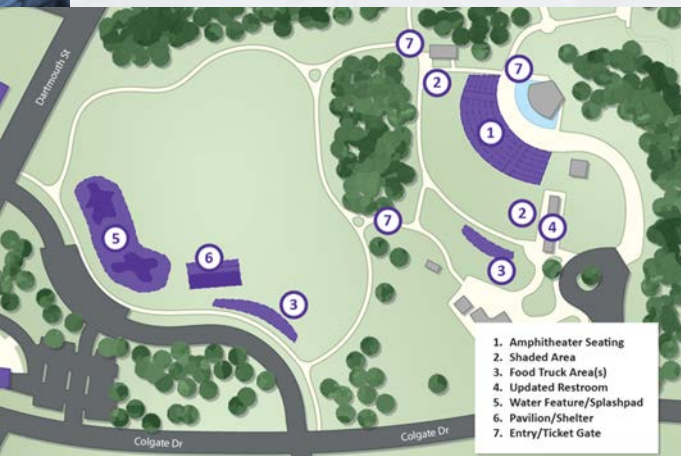 Dartmouth St
7
7
2
1
2
4
7
5
6
3
3
1. Amphitheater Seating
2. Shaded Area
3. Food Truck Area(s)
4. Updated Restroom
5. Water Feature/Splashpad
6. Pavilion/Shelter
7. Entry/Ticket Gate
Colgate Dr
Colgate Dr